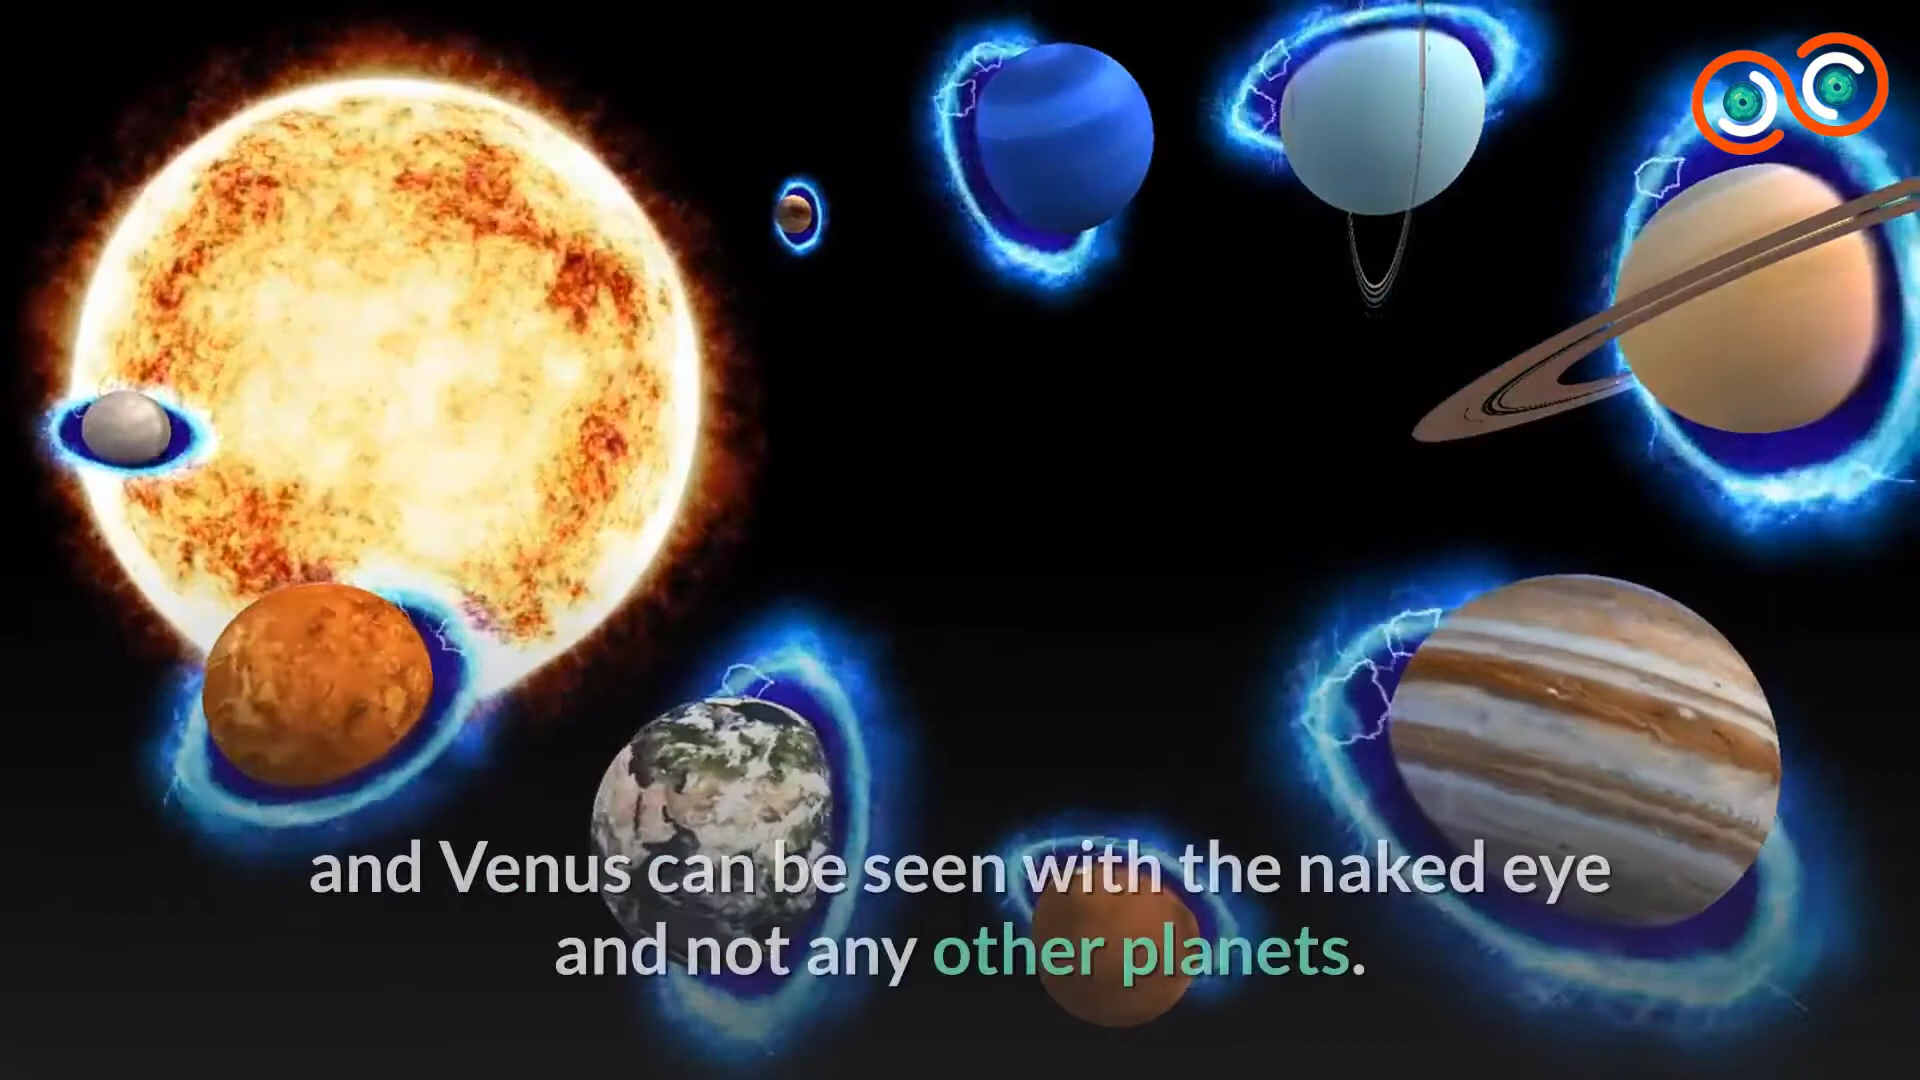 and Venus can be seen with the naked eye
and not any other planets.